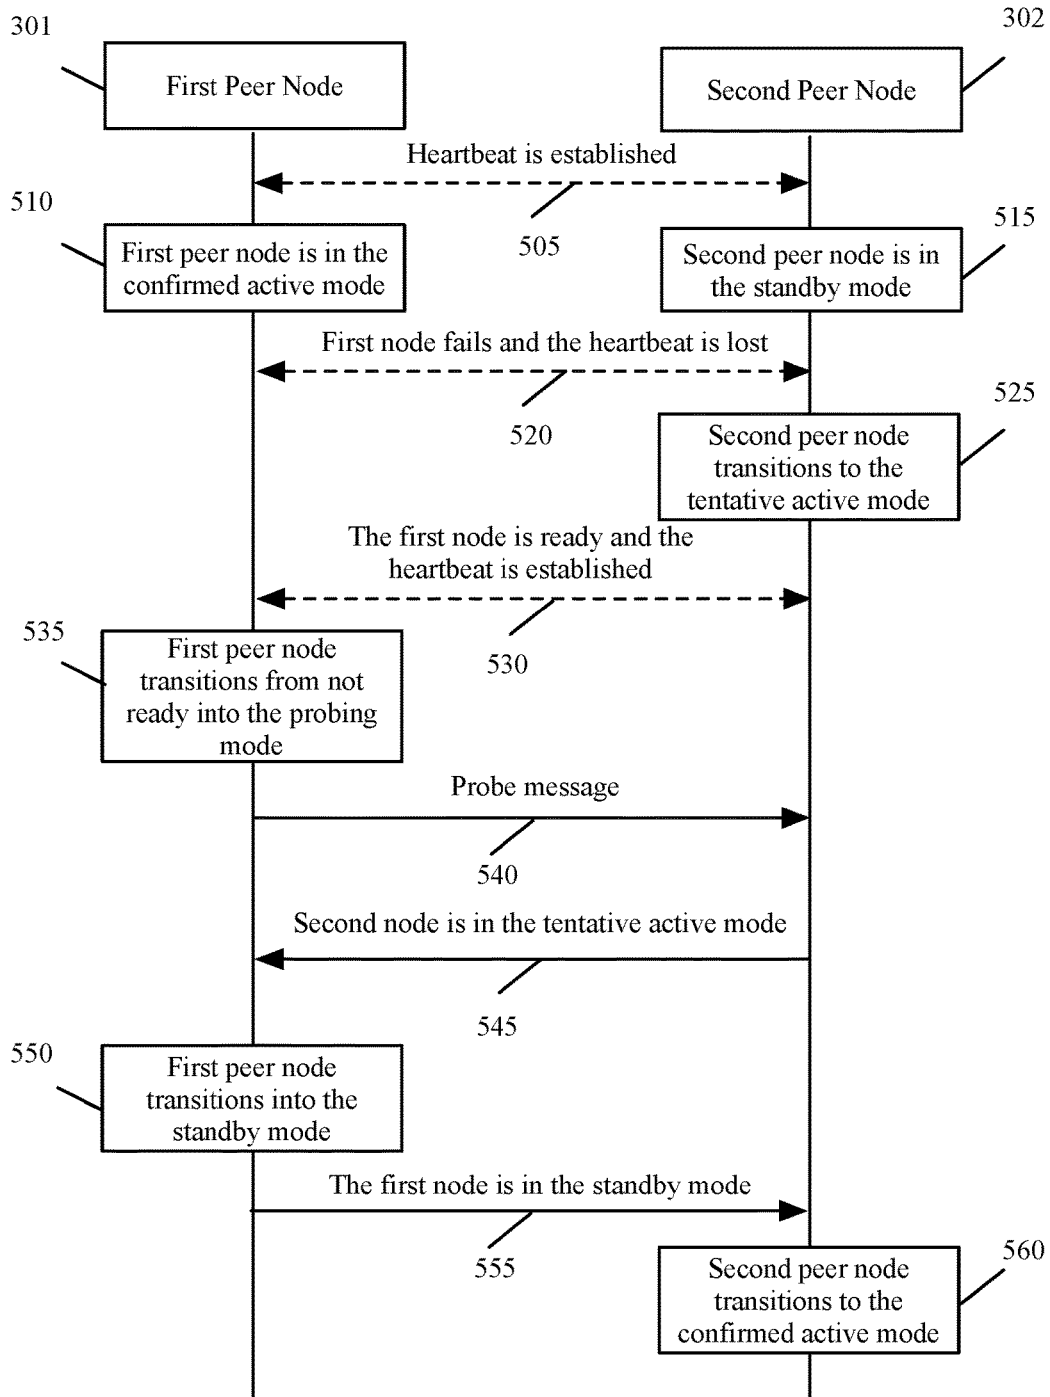 301
302
First Peer Node
Second Peer Node
Heartbeat is established
505
510
First peer node is in the
confirmed active mode
515
Second peer node is in
the standby mode
First node fails and the heartbeat is lost
520
525
Second peer node
transitions to the
tentative active mode
The first node is ready and the
heartbeat is established
530
535
First peer node
transitions from not
ready into the probing
mode
Probe message
540
Second node is in the tentative active mode
545
550
First peer node
transitions into the
standby mode
The first node is in the standby mode
555
560
Second peer node
transitions to the
confirmed active mode